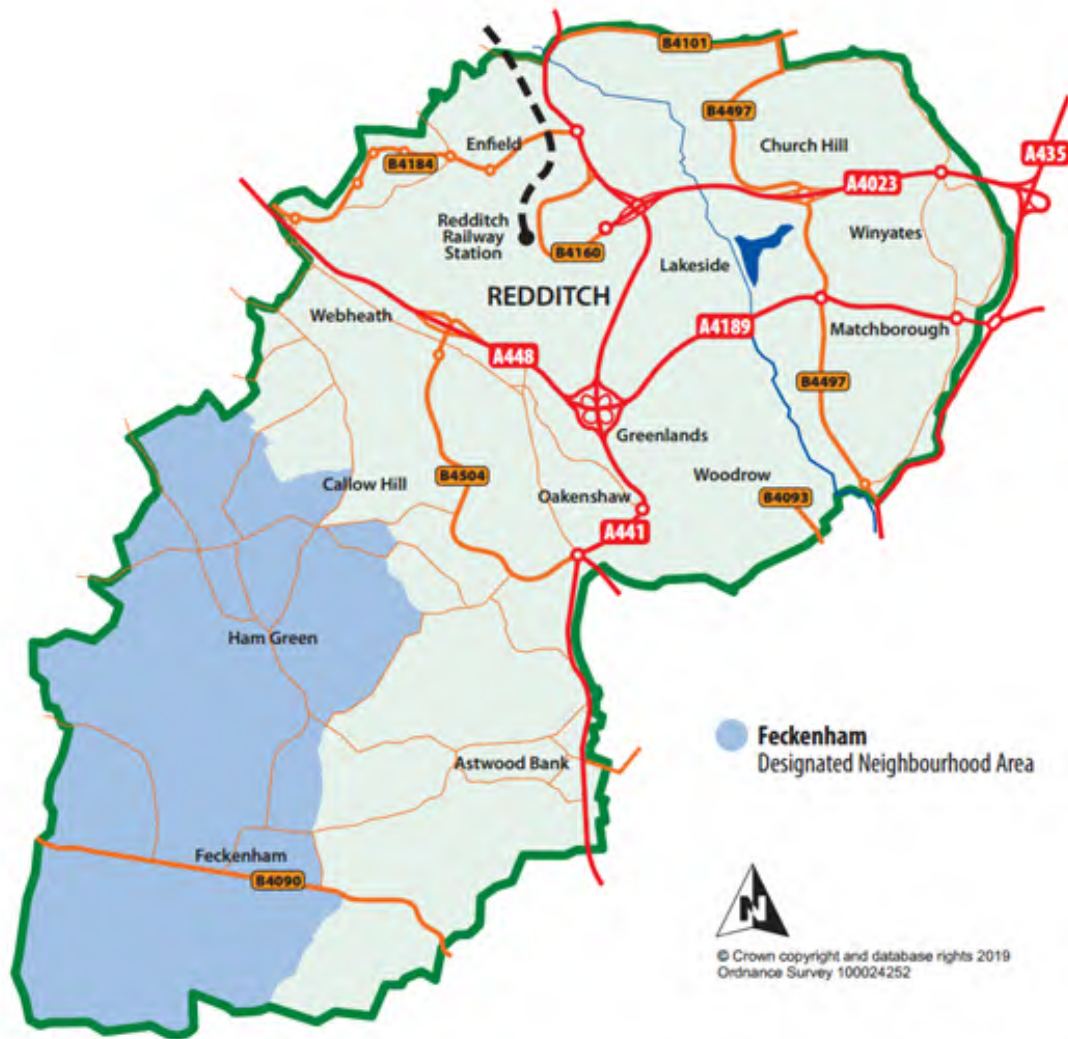 B4101
B4497
Church Hill
A435
Enfield
B4184
A4023
Redditch
Railway
Station
B4160
Winyates
Lakeside
REDDITCH
Webheath
A4189
Matchborough
A448
B4497
Greenlands
Callow Hill
B4504
Woodrow
Oakenshaw
B4093
A441
Ham Green
Feckenham
Designated Neighbourhood Area
Astwood Bank
Feckenham
B4090
N
© Crown copyright and database rights 2019
Ordnance Survey 100024252